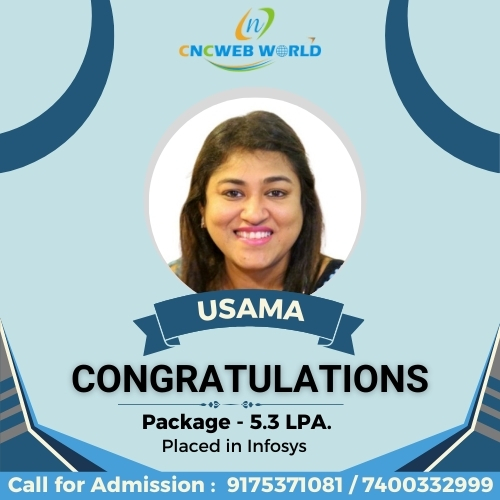 n
CNCWEB WORLD
USAMA
CONGRATULATIONS
Package - 5.3 LPA.
Placed in Infosys
Call for Admission : 9175371081 / 7400332999